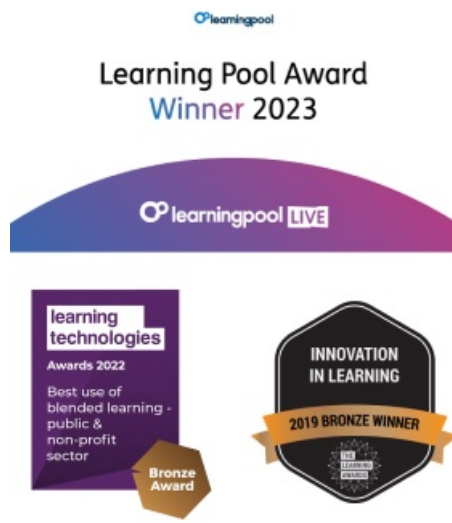 learningpool
Learning Pool Award
Winner 2023
learningpool LIVE
learning
technologies
Awards 2022
Best use of
blended learning -
public &
non-profit
sector
Bronze
Award
INNOVATION
IN LEARNING
2019 BRONZE WINNER
THE
LEARNING
AWARDS